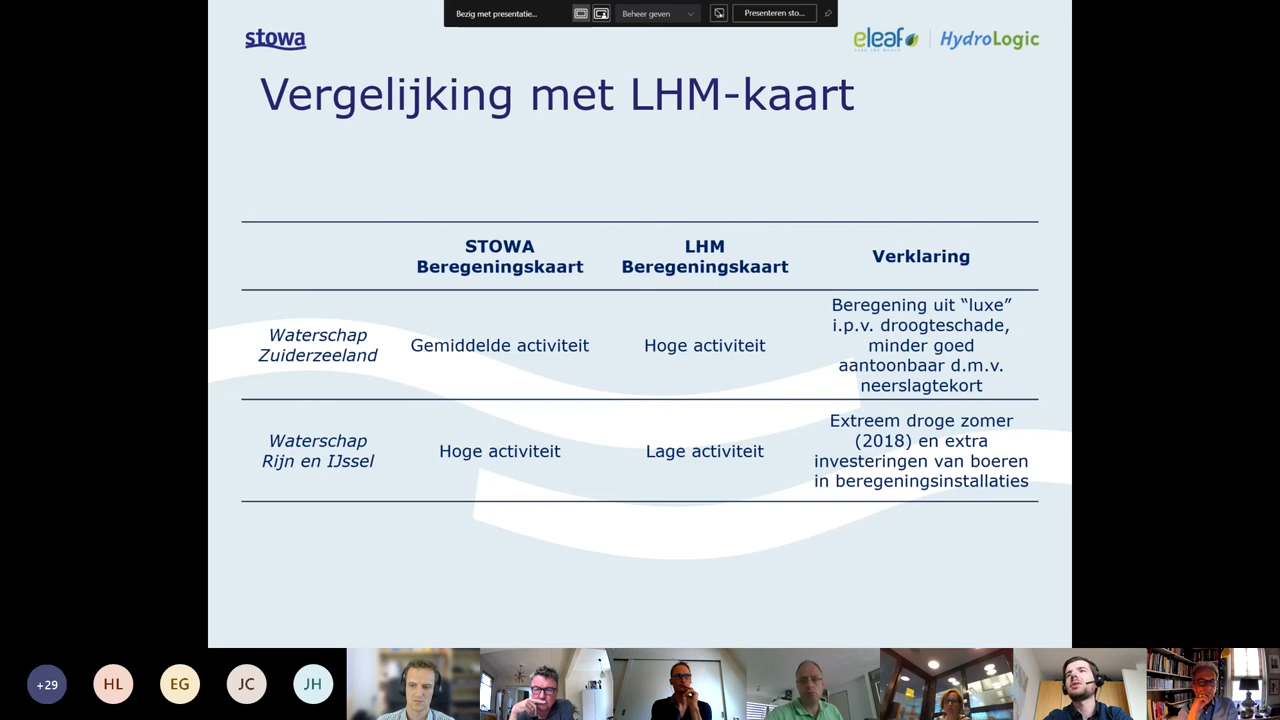 Bezig met presentatie...
Beheer geven
Presenteren sto...
stowa
eleaf
HydroLogic
Vergelijking met LHM-kaart
STOWA
Beregeningskaart
LHM
Beregeningskaart
Verklaring
Waterschap
Zuiderzeeland
Gemiddelde activiteit
Hoge activiteit
Beregening uit “luxe”
i.p.v. droogteschade,
minder goed
aantoonbaar d.m.v.
neerslagtekort
Waterschap
Rijn en IJssel
Hoge activiteit
Lage activiteit
Extreem droge zomer
(2018) en extra
investeringen van boeren
in beregeningsinstallaties
+29
HL
EG
JC
JH